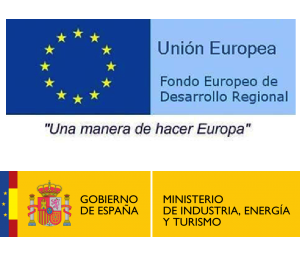 Unión Europea
Fondo Europeo de
Desarrollo Regional
"Una manera de hacer Europa"
GOBIERNO
DE ESPAÑA
MINISTERIO
DE INDUSTRIA, ENERGÍA
Y TURISMO